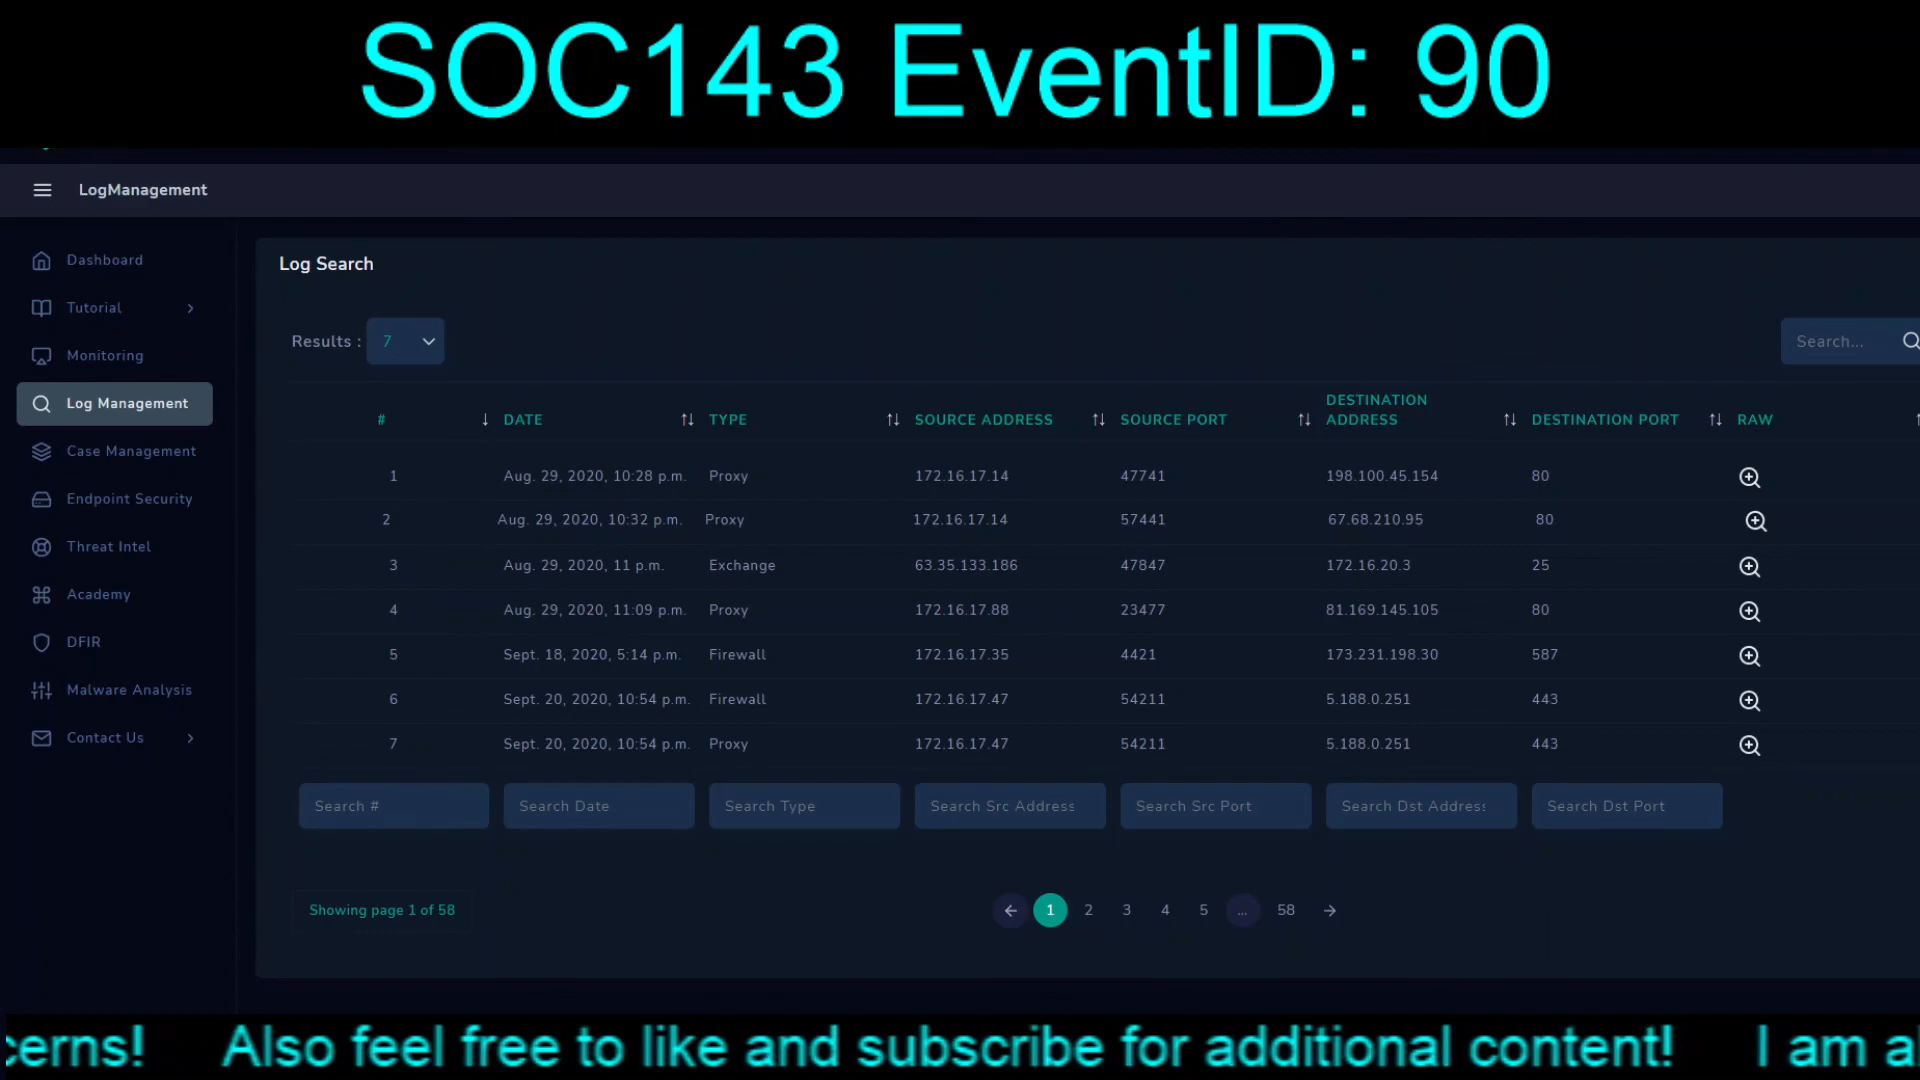 SOC143 EventID: 90
LogManagement
Dashboard
Tutorial
Monitoring
Log Management
Case Management
Endpoint Security
Threat Intel
Academy
DFIR
Malware Analysis
Contact Us
Log Search
Results : 7
Search...
# DATE TYPE SOURCE ADDRESS SOURCE PORT DESTINATION ADDRESS DESTINATION PORT RAW
1 Aug. 29, 2020, 10:28 p.m. Proxy 172.16.17.14 47741 198.100.45.154 80
2 Aug. 29, 2020, 10:32 p.m. Proxy 172.16.17.14 57441 67.68.210.95 80
3 Aug. 29, 2020, 11 p.m. Exchange 63.35.133.186 47847 172.16.20.3 25
4 Aug. 29, 2020, 11:09 p.m. Proxy 172.16.17.88 23477 81.169.145.105 80
5 Sept. 18, 2020, 5:14 p.m. Firewall 172.16.17.35 4421 173.231.198.30 587
6 Sept. 20, 2020, 10:54 p.m. Firewall 172.16.17.47 54211 5.188.0.251 443
7 Sept. 20, 2020, 10:54 p.m. Proxy 172.16.17.47 54211 5.188.0.251 443
Search # Search Date Search Type Search Src Address Search Src Port Search Dst Address Search Dst Port
Showing page 1 of 58
1 2 3 4 5 ... 58
cerns! Also feel free to like and subscribe for additional content! I am al